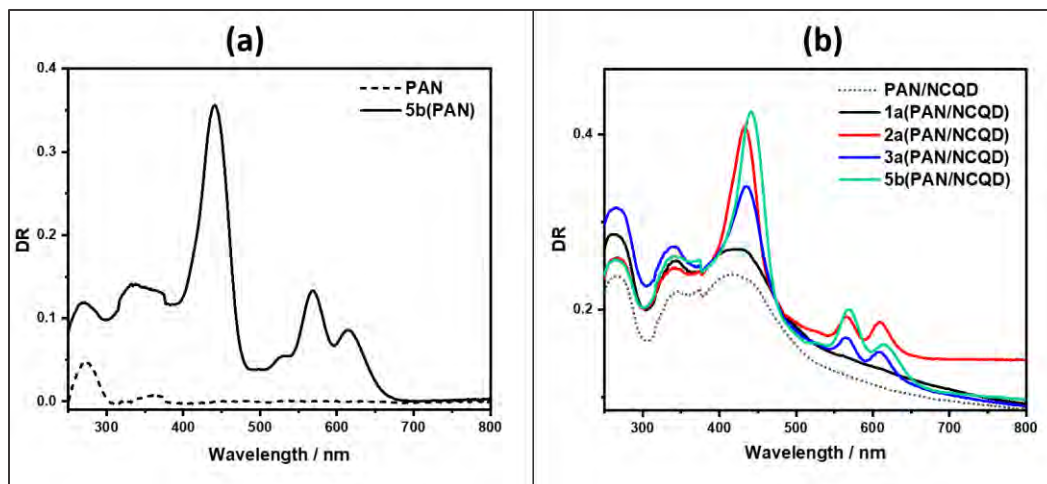 (a)
PAN
5b(PAN)
DR
0.4
0.3
0.2
0.1
0.0
300 400 500 600 700 800
Wavelength / nm
(b)
PAN/NCQD
1a(PAN/NCQD)
2a(PAN/NCQD)
3a(PAN/NCQD)
5b(PAN/NCQD)
DR
0.4
0.2
300 400 500 600 700 800
Wavelength / nm